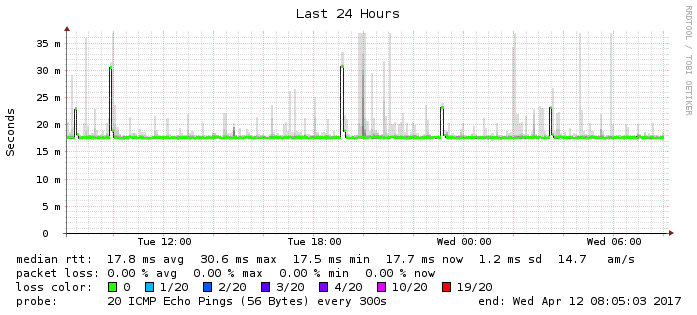 Last 24 Hours
RRDTOOL / TOBI OETIKER
Seconds
35 m
30 m
25 m
20 m
15 m
10 m
5 m
0
Tue 12:00 Tue 18:00 Wed 00:00 Wed 06:00
median rtt: 17.8 ms avg 30.6 ms max 17.5 ms min 17.7 ms now 1.2 ms sd 14.7 am/s
packet loss: 0.00 % avg 0.00 % max 0.00 % min 0.00 % now
loss color: 0 1/20 2/20 3/20 4/20 10/20 19/20
probe: 20 ICMP Echo Pings (56 Bytes) every 300s end: Wed Apr 12 08:05:03 2017